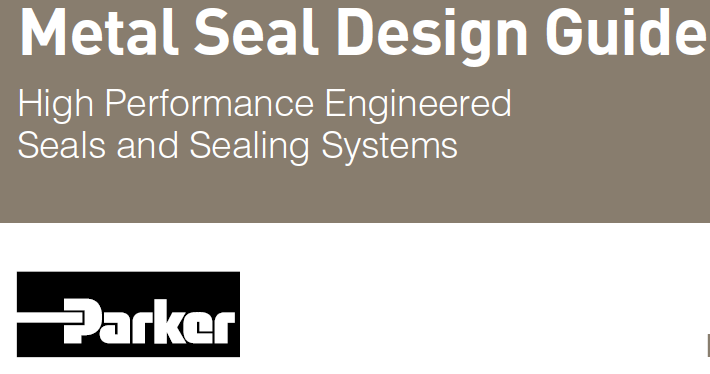 Metal Seal Design Guide
High Performance Engineered
Seals and Sealing Systems
Parker